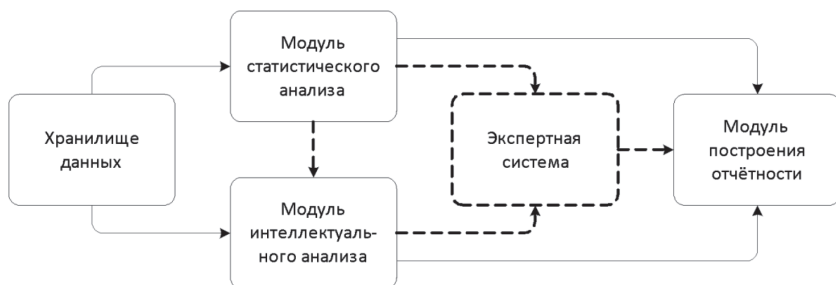 Модуль
статистического
анализа
Хранилище
данных
Экспертная
система
Модуль
построения
отчётности
Модуль
интеллектуаль-
ного анализа